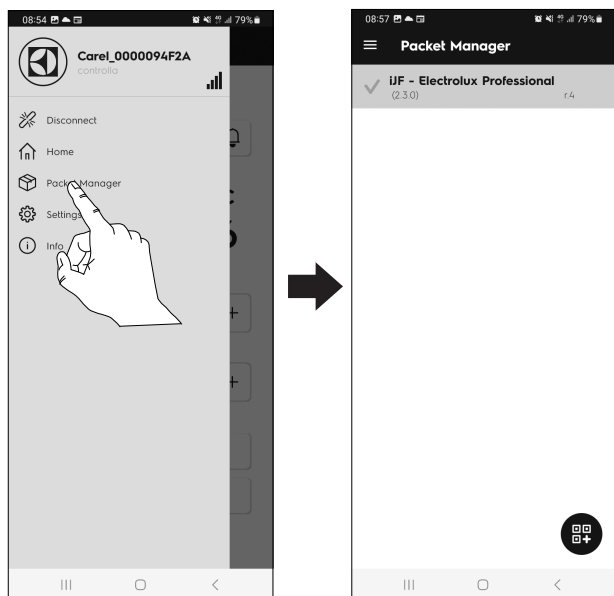 08:54
79%
Carel_0000094F2A
controlla
Disconnect
Home
Packet Manager
Settings
Info
08:57
79%
Packet Manager
iJF - Electrolux Professional
(2.3.0) r.4